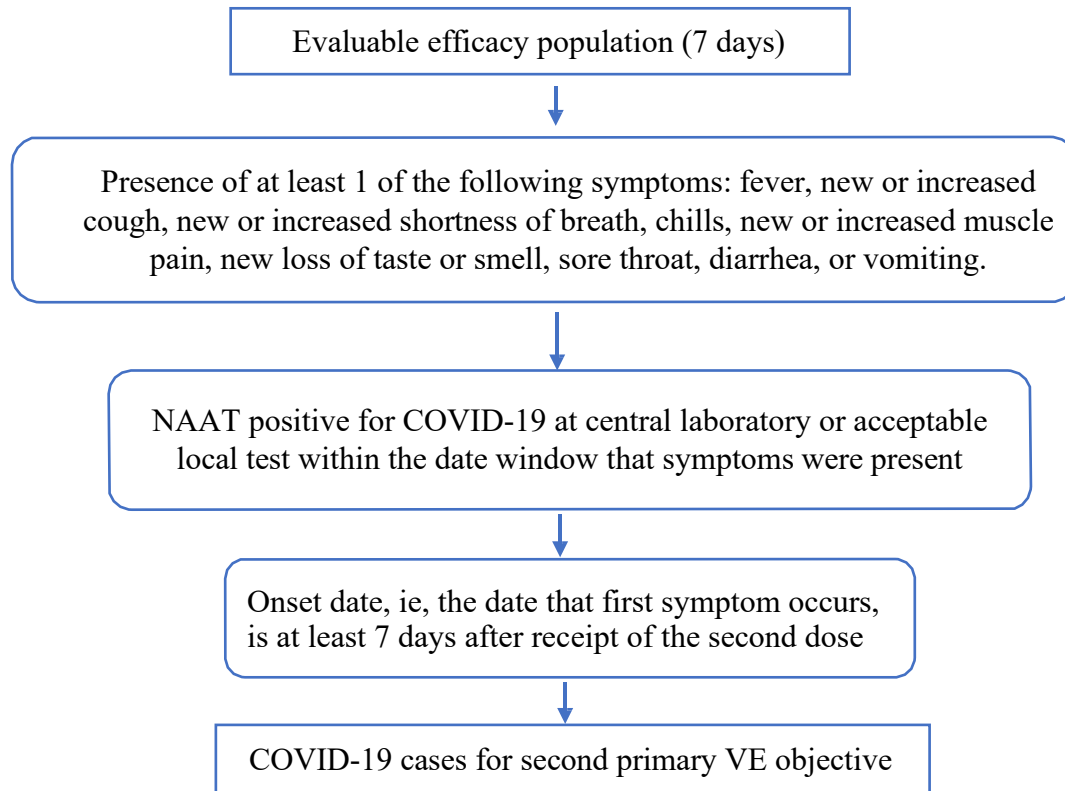 Evaluable efficacy population (7 days)
Presence of at least 1 of the following symptoms: fever, new or increased
cough, new or increased shortness of breath, chills, new or increased muscle
pain, new loss of taste or smell, sore throat, diarrhea, or vomiting.
NAAT positive for COVID-19 at central laboratory or acceptable
local test within the date window that symptoms were present
Onset date, ie, the date that first symptom occurs,
is at least 7 days after receipt of the second dose
COVID-19 cases for second primary VE objective